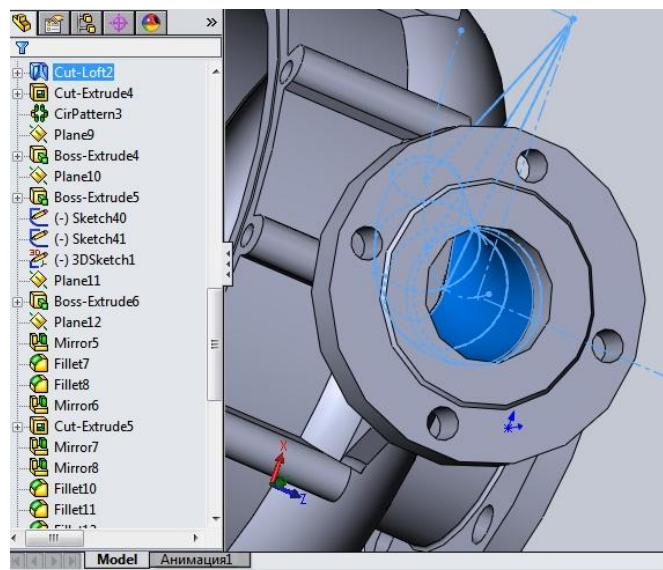 »
Cut-Loft2
Cut-Extrude4
CirPattern3
Plane9
Boss-Extrude4
Plane10
Boss-Extrude5
(-) Sketch40
(-) Sketch41
3D
(-) 3DSketch1
Plane11
Boss-Extrude6
Plane12
Mirror5
Fillet7
Fillet8
Mirror6
Cut-Extrude5
Mirror7
Mirror8
Fillet10
Fillet11
X
Z
Model Анимация1